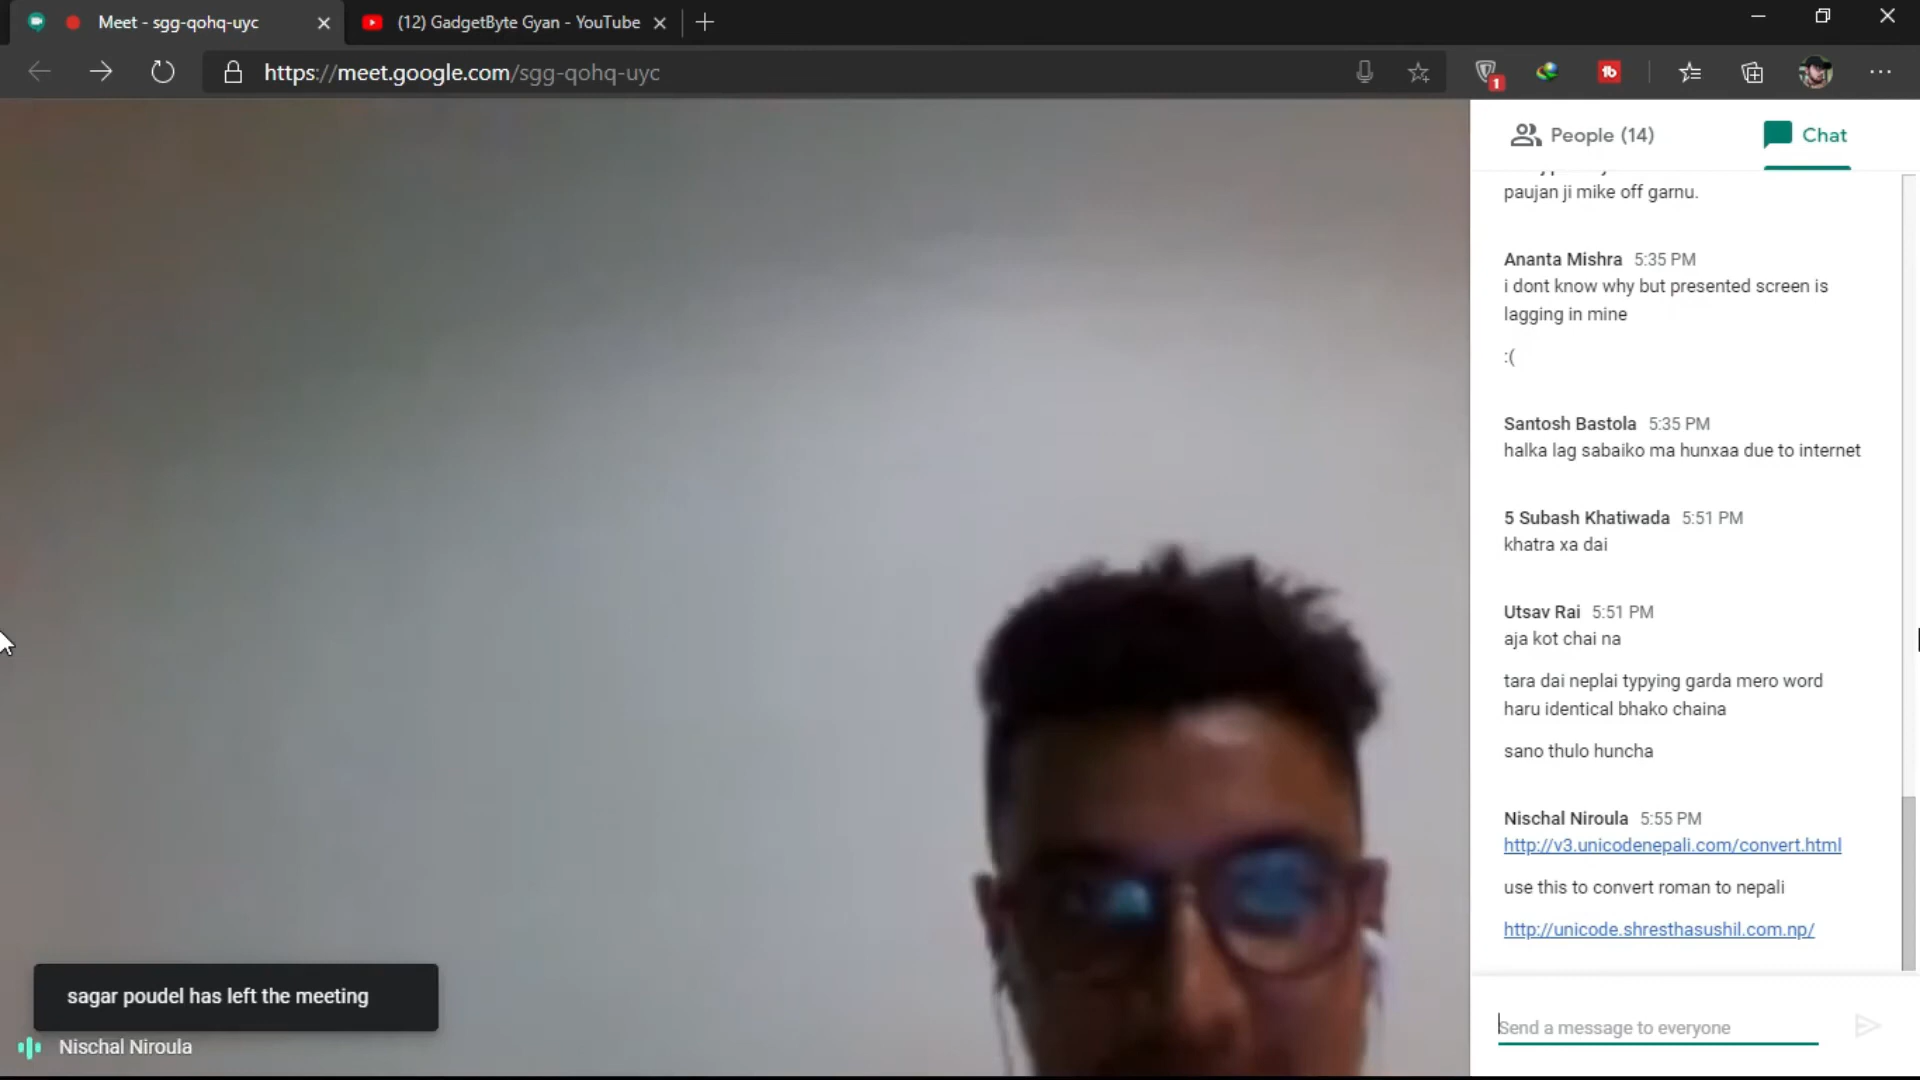 Meet - sgg-qohq-uyc
(12) GadgetByte Gyan - YouTube
https://meet.google.com/sgg-qohq-uyc
1
People (14)
Chat
paujan ji mike off garnu.
Ananta Mishra 5:35 PM
i dont know why but presented screen is
lagging in mine
:(
Santosh Bastola 5:35 PM
halka lag sabaiko ma hunxaa due to internet
5 Subash Khatiwada 5:51 PM
khatra xa dai
Utsav Rai 5:51 PM
aja kot chai na
tara dai neplai typying garda mero word
haru identical bhako chaina
sano thulo huncha
Nischal Niroula 5:55 PM
http://v3.unicodenepali.com/convert.html
use this to convert roman to nepali
http://unicode.shresthasushil.com.np/
Send a message to everyone
sagar poudel has left the meeting
Nischal Niroula